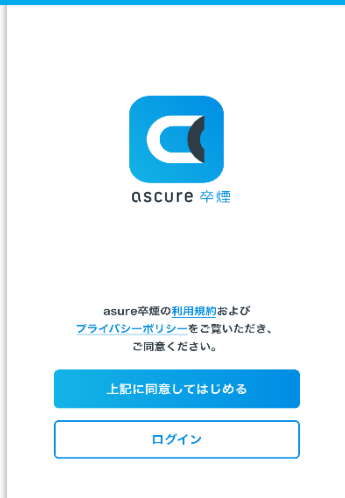 ascure 卒煙
asure卒煙の利用規約および
プライバシーポリシーをご覧いただき、
ご同意ください。
上記に同意してはじめる
ログイン